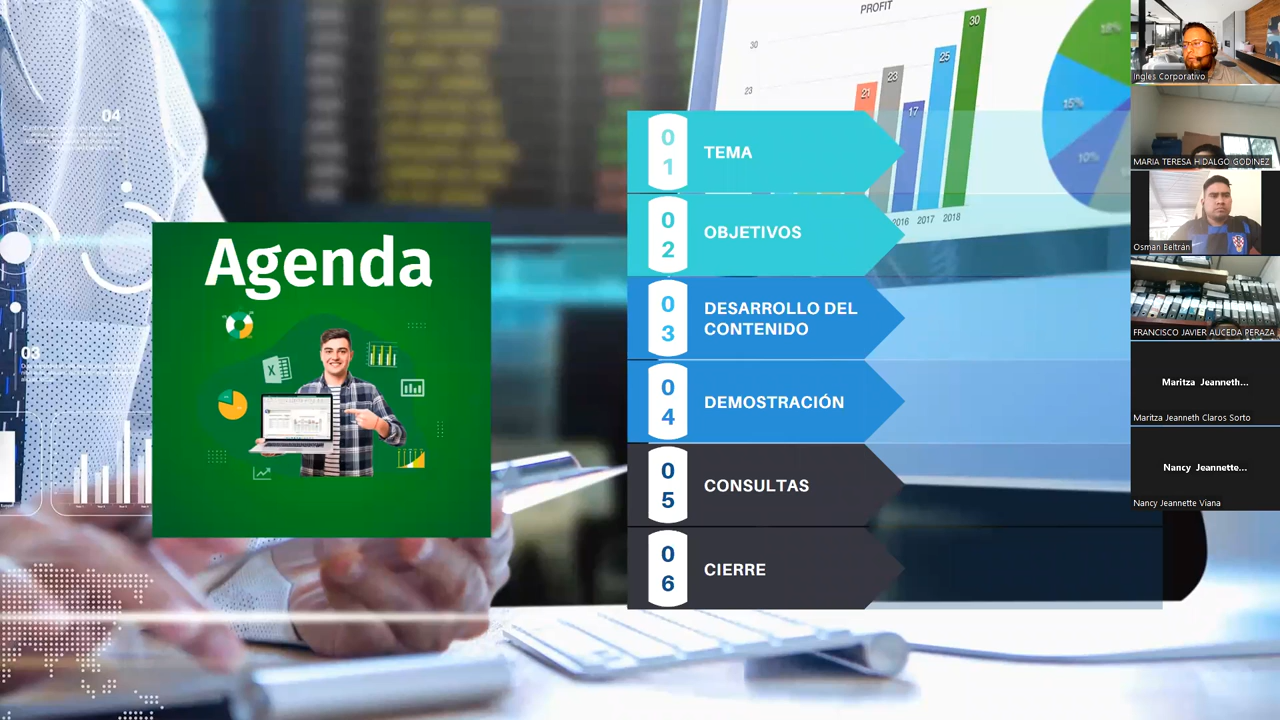 04
03
Agenda
PROFIT
30
23
21
23
17
25
30
2016 2017 2018
18%
15%
10%
01
TEMA
02
OBJETIVOS
03
DESARROLLO DEL
CONTENIDO
04
DEMOSTRACIÓN
05
CONSULTAS
06
CIERRE
Ingles Corporativo
MARIA TERESA HIDALGO GODINEZ
Osman Beltrán
FRANCISCO JAVIER AUCEDA PERAZA
Maritza Jeanneth...
Maritza Jeanneth Claros Sorto
Nancy Jeannette...
Nancy Jeannette Viana